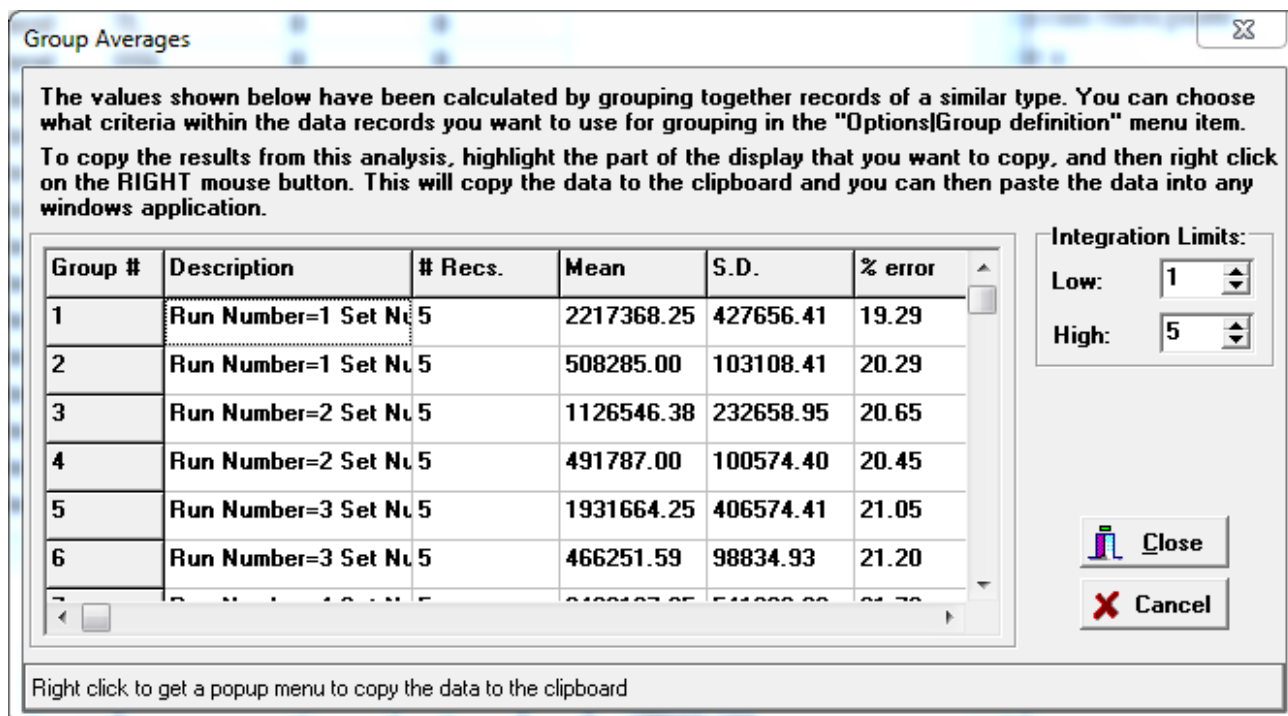 Group Averages
The values shown below have been calculated by grouping together records of a similar type. You can choose
what criteria within the data records you want to use for grouping in the "Options|Group definition" menu item.
To copy the results from this analysis, highlight the part of the display that you want to copy, and then right click
on the RIGHT mouse button. This will copy the data to the clipboard and you can then paste the data into any
windows application.
Group # Description # Recs. Mean S.D. % error
1 Run Number=1 Set Nu 5 2217368.25 427656.41 19.29
2 Run Number=1 Set Nu 5 508285.00 103108.41 20.29
3 Run Number=2 Set Nu 5 1126546.38 232658.95 20.65
4 Run Number=2 Set Nu 5 491787.00 100574.40 20.45
5 Run Number=3 Set Nu 5 1931664.25 406574.41 21.05
6 Run Number=3 Set Nu 5 466251.59 98834.93 21.20
Integration Limits:
Low: 1
High: 5
Close
Cancel
Right click to get a popup menu to copy the data to the clipboard